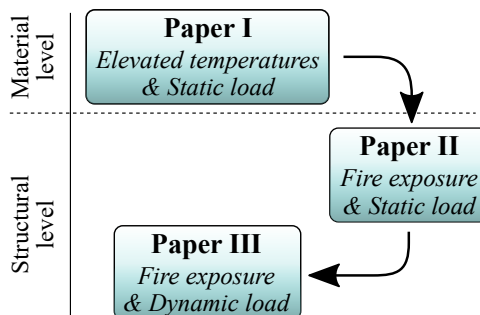 Material
level
Paper I
Elevated temperatures
& Static load
Structural
level
Paper II
Fire exposure
& Static load
Paper III
Fire exposure
& Dynamic load